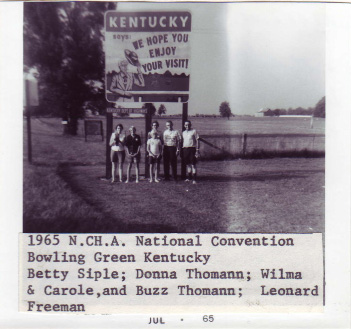 KENTUCKY
says:
WE HOPE YOU
ENJOY
YOUR VISIT!
1965 N.CH.A. National Convention
Bowling Green Kentucky
Betty Siple; Donna Thomann; Wilma
& Carole,and Buzz Thomann; Leonard
Freeman
JUL • 65